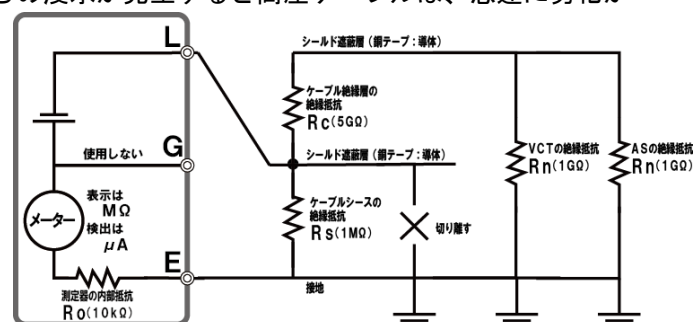 L
シールド遮蔽層（銅テープ：導体）
ケーブル絶縁層の
絶縁抵抗
Rc(5GΩ)
使用しない
G
シールド遮蔽層（銅テープ：導体）
VCTの絶縁抵抗
Rn(1GΩ)
ASの絶縁抵抗
Rn(1GΩ)
表示は
MΩ
検出は
μA
メーター
ケーブルシースの
絶縁抵抗
Rs(1MΩ)
切り離す
E
接地
測定器の内部抵抗
Ro(10kΩ)